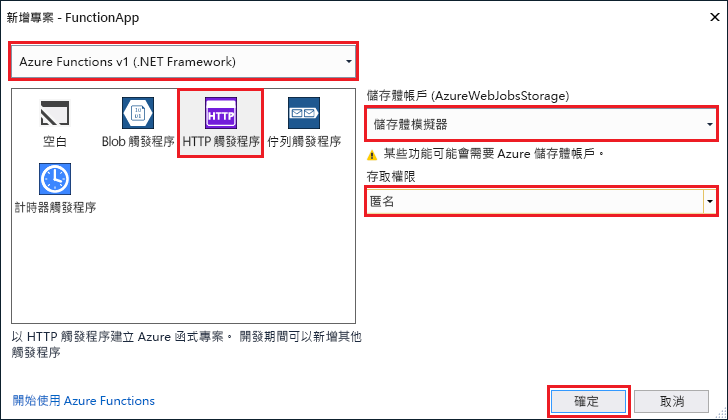 新增專案 - FunctionApp
Azure Functions v1 (.NET Framework)
空白
Blob 觸發程序
HTTP
HTTP 觸發程序
佇列觸發程序
計時器觸發程序
儲存體帳戶 (AzureWebJobsStorage)
儲存體模擬器
某些功能可能會需要 Azure 儲存體帳戶。
存取權限
匿名
以 HTTP 觸發程序建立 Azure 函式專案。 開發期間可以新增其他
觸發程序
開始使用 Azure Functions
確定
取消